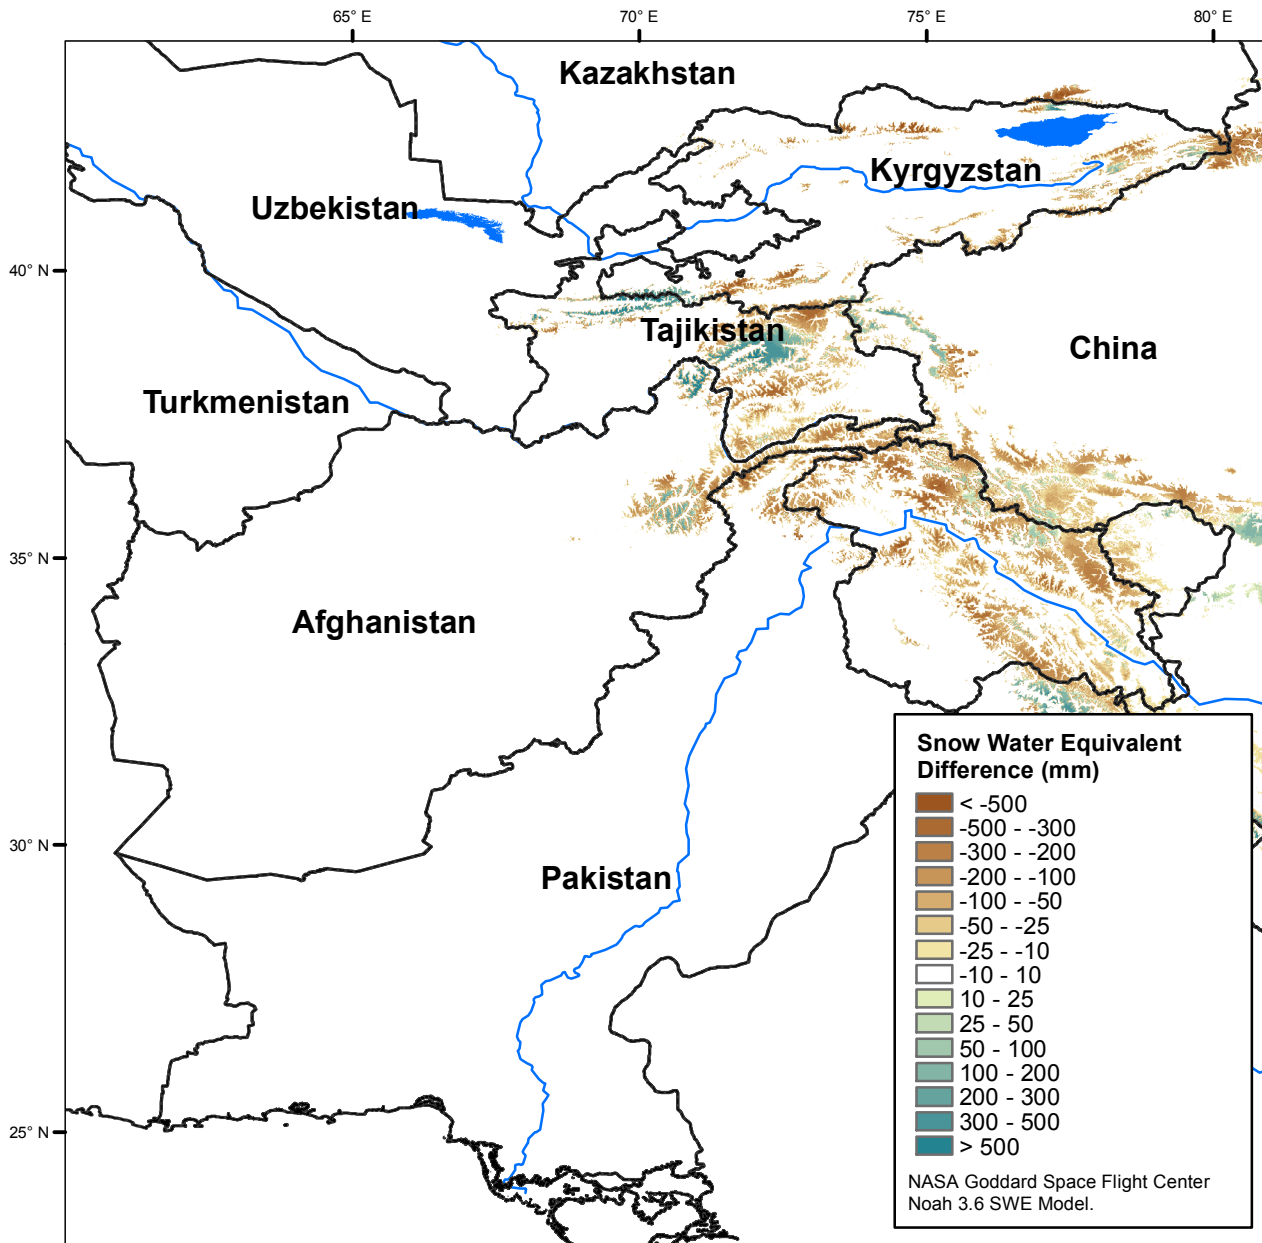 65° E
70° E
75° E
80° E
Kazakhstan
Kyrgyzstan
Uzbekistan
40° N
Tajikistan
China
Turkmenistan
35° N
Afghanistan
30° N
Pakistan
25° N
Snow Water Equivalent
Difference (mm)
< -500
-500 - -300
-300 - -200
-200 - -100
-100 - -50
-50 - -25
-25 - -10
-10 - 10
10 - 25
25 - 50
50 - 100
100 - 200
200 - 300
300 - 500
> 500
NASA Goddard Space Flight Center
Noah 3.6 SWE Model.